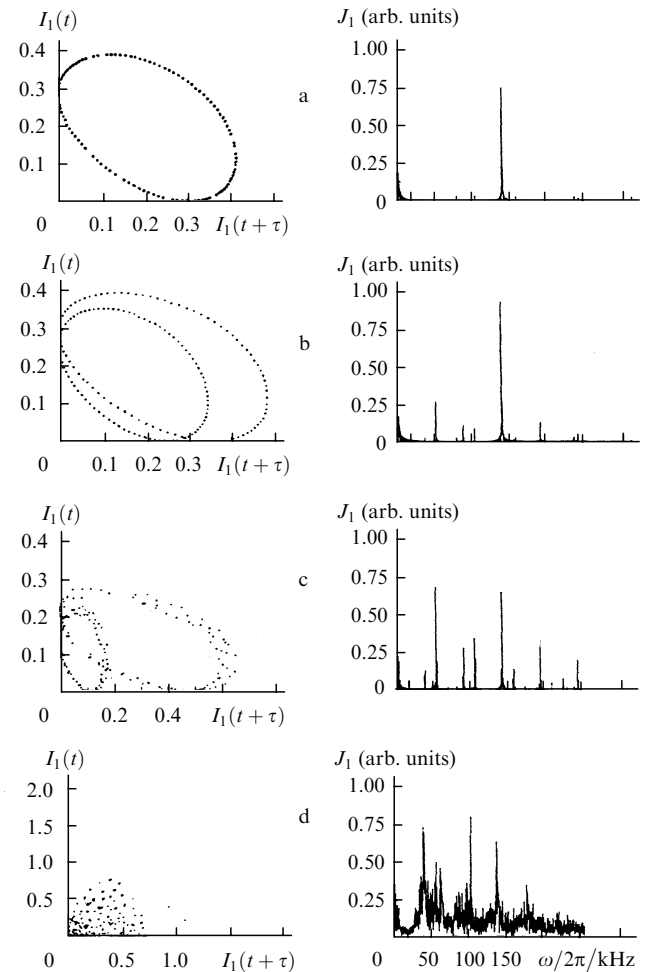 I₁(t)
0.4
0.3
0.2
0.1
0 0.1 0.2 0.3 I₁(t + τ)
a
J₁ (arb. units)
1.00
0.75
0.50
0.25
0
I₁(t)
0.4
0.3
0.2
0.1
0 0.1 0.2 0.3 I₁(t + τ)
b
J₁ (arb. units)
1.00
0.75
0.50
0.25
0
I₁(t)
0.4
0.3
0.2
0.1
0 0.2 0.4 I₁(t + τ)
c
J₁ (arb. units)
1.00
0.75
0.50
0.25
0
I₁(t)
2.0
1.5
1.0
0.5
0 0.5 1.0 I₁(t + τ)
d
J₁ (arb. units)
1.00
0.75
0.50
0.25
0 50 100 150 ω/2π/kHz